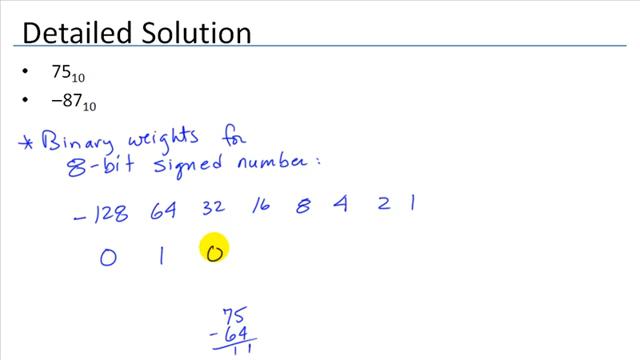 Detailed Solution
• 75₁₀
• –87₁₀
* Binary weights for
8-bit signed number:
-128 64 32 16 8 4 2 1
0 1 0
75
- 64
11